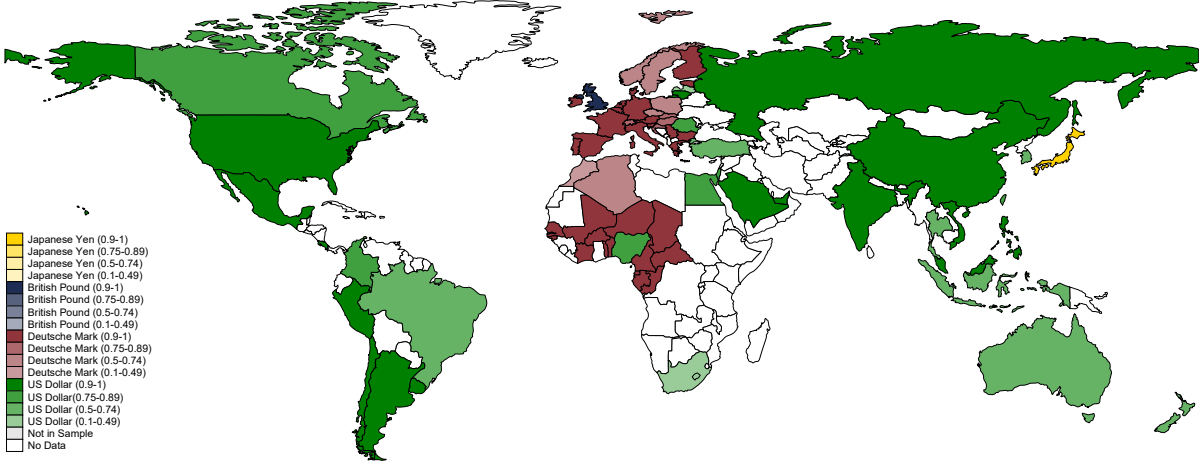 Japanese Yen (0.9-1)
Japanese Yen (0.75-0.89)
Japanese Yen (0.5-0.74)
Japanese Yen (0.1-0.49)
British Pound (0.9-1)
British Pound (0.75-0.89)
British Pound (0.5-0.74)
British Pound (0.1-0.49)
Deutsche Mark (0.9-1)
Deutsche Mark (0.75-0.89)
Deutsche Mark (0.5-0.74)
Deutsche Mark (0.1-0.49)
US Dollar (0.9-1)
US Dollar(0.75-0.89)
US Dollar (0.5-0.74)
US Dollar (0.1-0.49)
Not in Sample
No Data